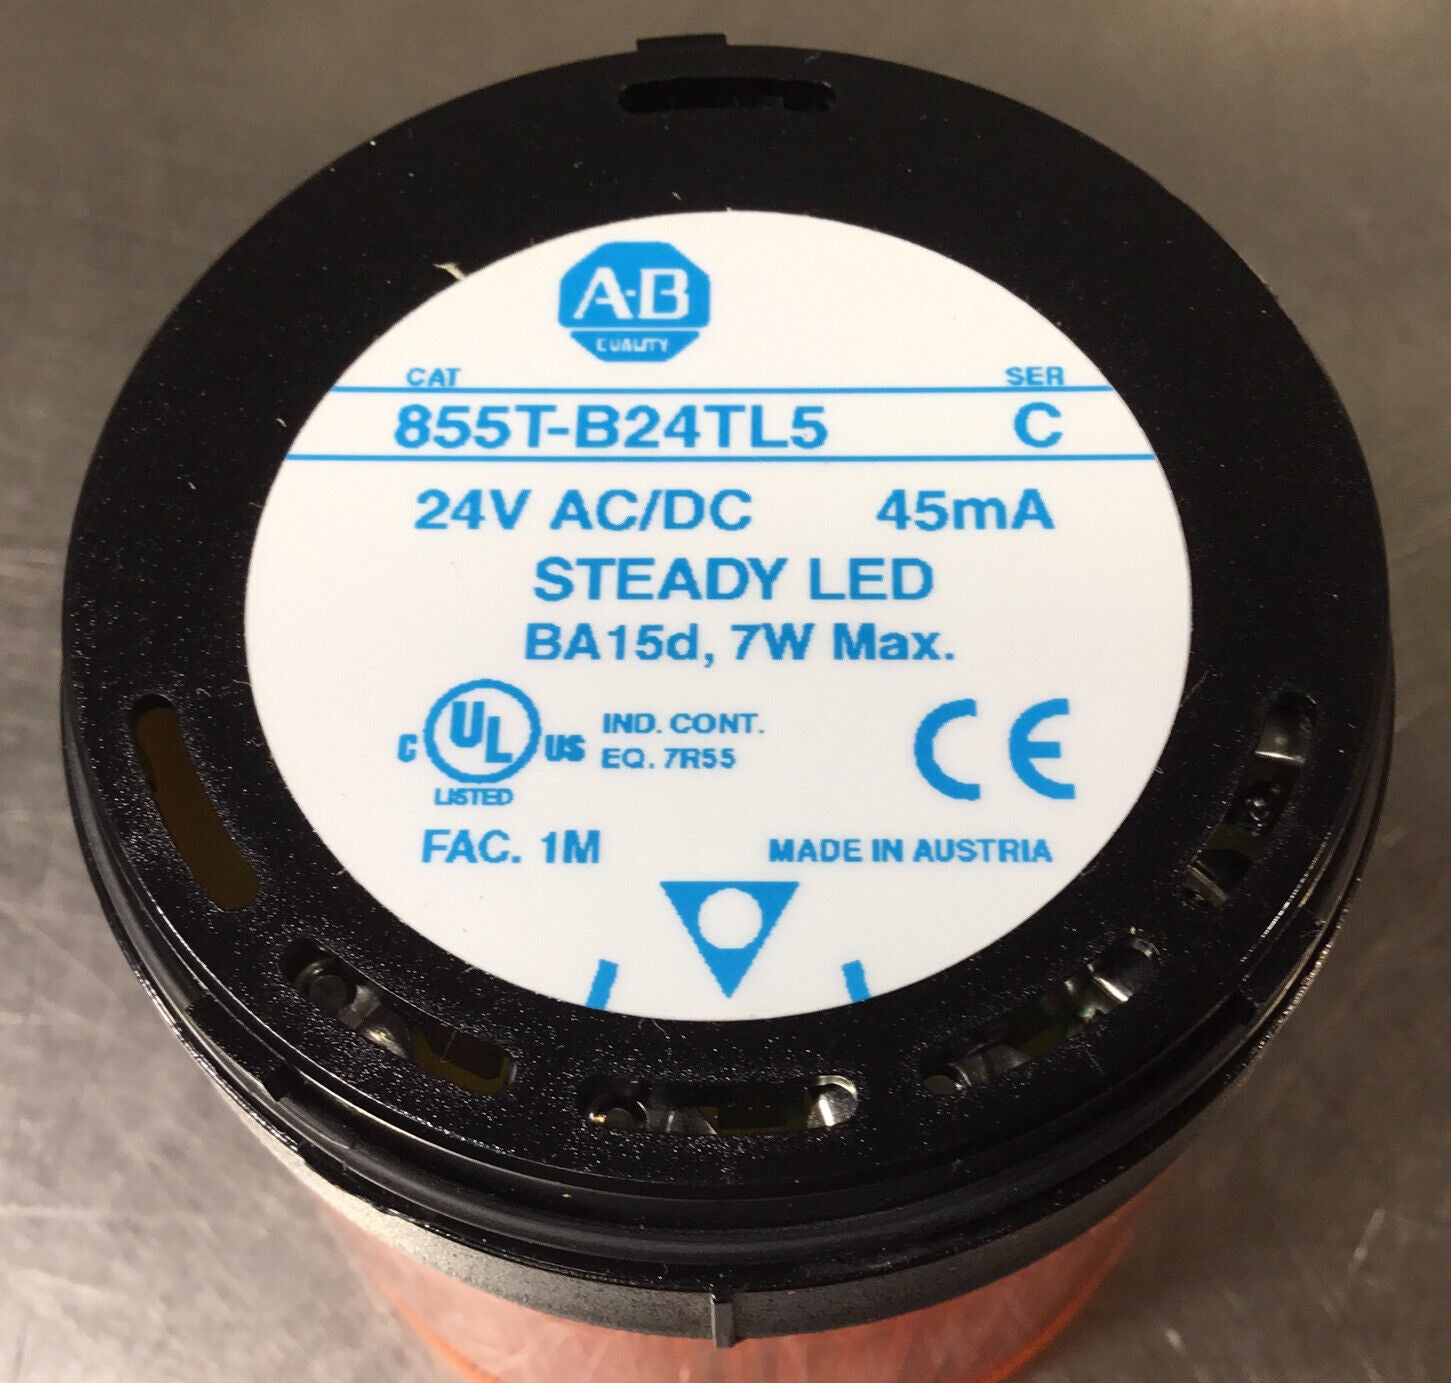 A-B
QUALITY
CAT SER
855T-B24TL5 C
24V AC/DC 45mA
STEADY LED
BA15d, 7W Max.
C UL US IND. CONT.
EQ. 7R55
LISTED
CE
FAC. 1M MADE IN AUSTRIA